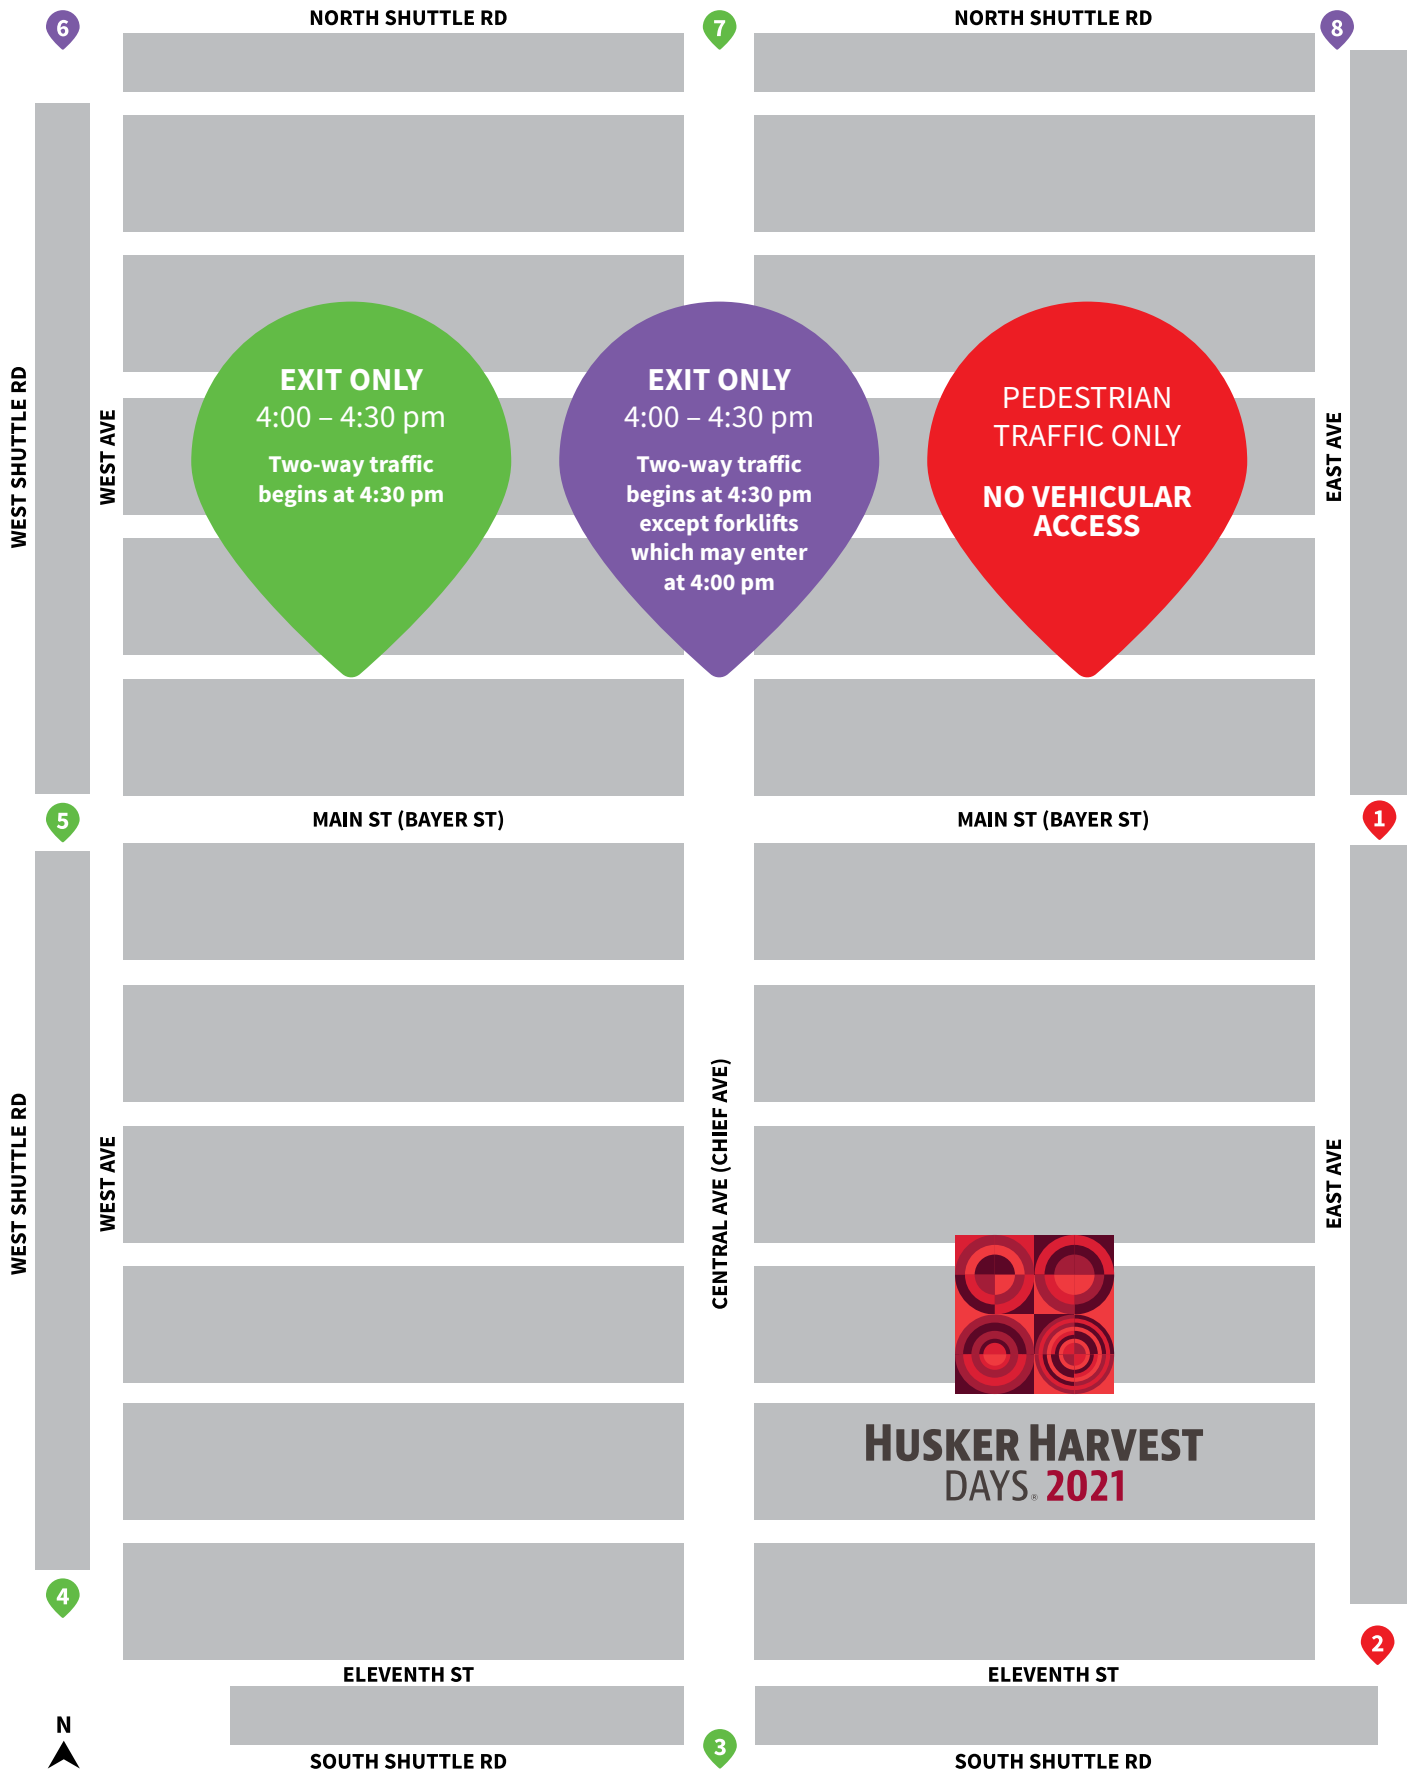 NORTH SHUTTLE RD
NORTH SHUTTLE RD
6
7
8
EXIT ONLY
4:00 – 4:30 pm
Two-way traffic
begins at 4:30 pm
EXIT ONLY
4:00 – 4:30 pm
Two-way traffic
begins at 4:30 pm
except forklifts
which may enter
at 4:00 pm
PEDESTRIAN
TRAFFIC ONLY
NO VEHICULAR
ACCESS
WEST SHUTTLE RD
WEST AVE
EAST AVE
5
MAIN ST (BAYER ST)
MAIN ST (BAYER ST)
1
WEST SHUTTLE RD
WEST AVE
CENTRAL AVE (CHIEF AVE)
EAST AVE
HUSKER HARVEST
DAYS® 2021
4
2
ELEVENTH ST
ELEVENTH ST
N
3
SOUTH SHUTTLE RD
SOUTH SHUTTLE RD